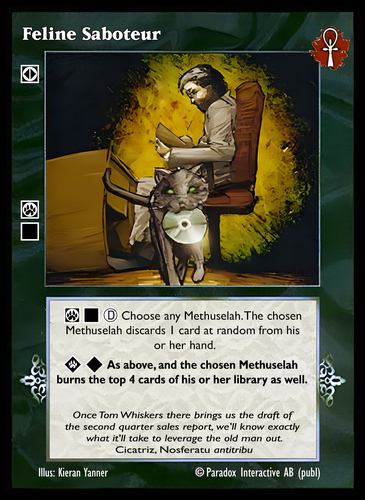 Feline Saboteur
Ⓓ Choose any Methuselah. The chosen
Methuselah discards 1 card at random from his
or her hand.
As above, and the chosen Methuselah
burns the top 4 cards of his or her library as well.
Once Tom Whiskers there brings us the draft of
the second quarter sales report, we'll know exactly
what it'll take to leverage the old man out.
Cicatriz, Nosferatu antitribu
Illus: Kieran Yanner © Paradox Interactive AB (publ)